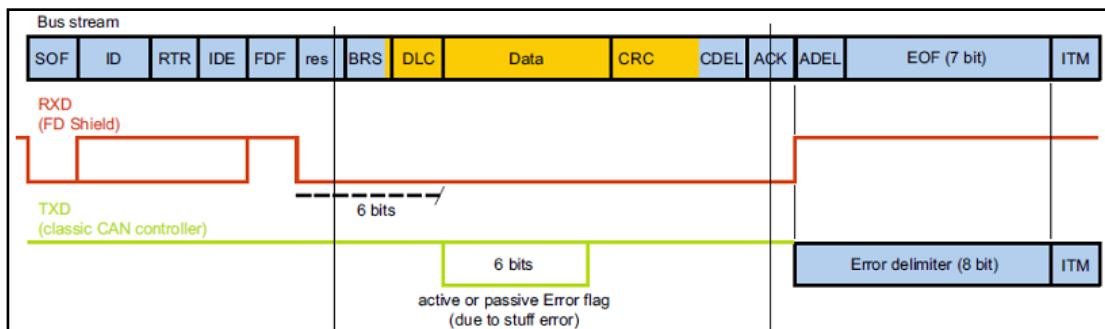 Bus stream
SOF ID RTR IDE FDF res BRS DLC Data CRC CDEL ACK ADEL EOF (7 bit) ITM
RXD
(FD Shield)
6 bits
TXD
(classic CAN controller)
6 bits Error delimiter (8 bit) ITM
active or passive Error flag
(due to stuff error)